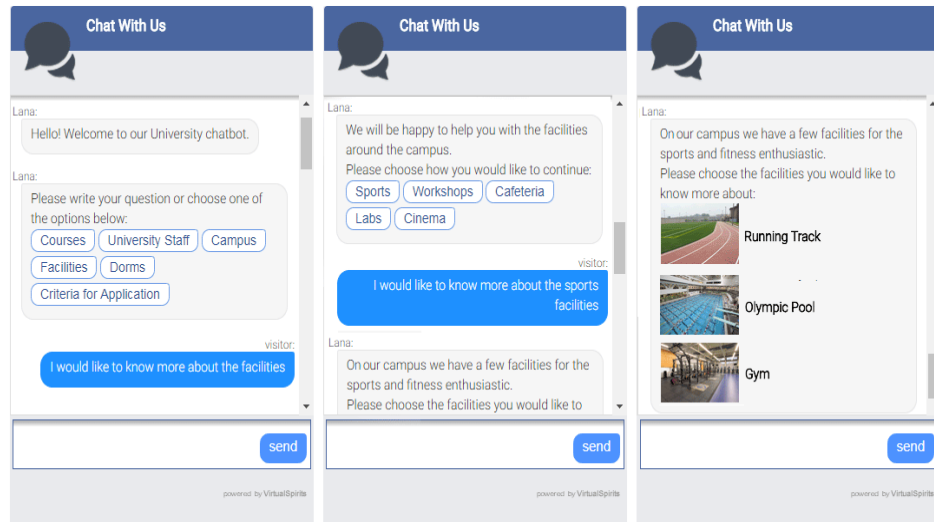 Chat With Us
Lana:
Hello! Welcome to our University chatbot.
Lana:
Please write your question or choose one of
the options below:
Courses University Staff Campus
Facilities Dorms
Criteria for Application
visitor:
I would like to know more about the facilities
send
powered by VirtualSpirits
Chat With Us
Lana:
We will be happy to help you with the facilities
around the campus.
Please choose how you would like to continue:
Sports Workshops Cafeteria
Labs Cinema
visitor:
I would like to know more about the sports
facilities
Lana:
On our campus we have a few facilities for the
sports and fitness enthusiastic.
Please choose the facilities you would like to
send
powered by VirtualSpirits
Chat With Us
Lana:
On our campus we have a few facilities for the
sports and fitness enthusiastic.
Please choose the facilities you would like to
know more about:
Running Track
Olympic Pool
Gym
send
powered by VirtualSpirits